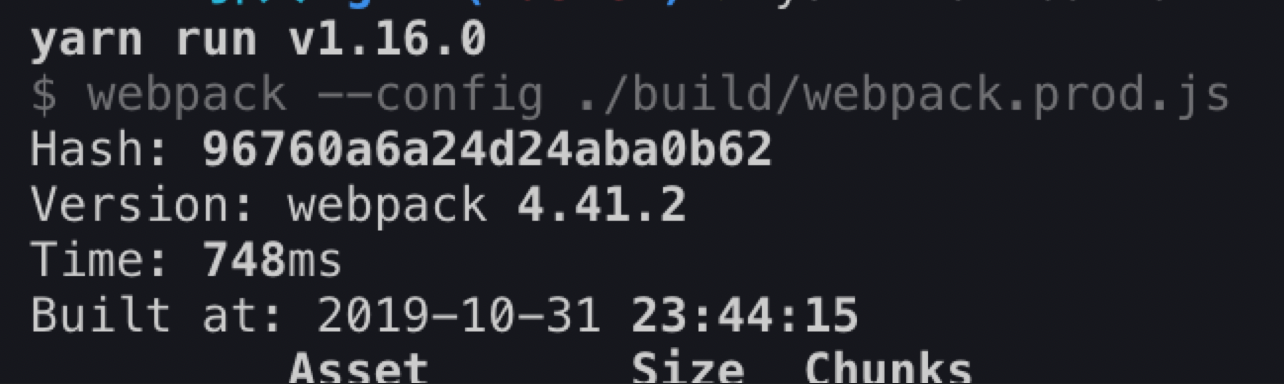 yarn run v1.16.0
$ webpack --config ./build/webpack.prod.js
Hash: 96760a6a24d24aba0b62
Version: webpack 4.41.2
Time: 748ms
Built at: 2019-10-31 23:44:15
Asset Size Chunks